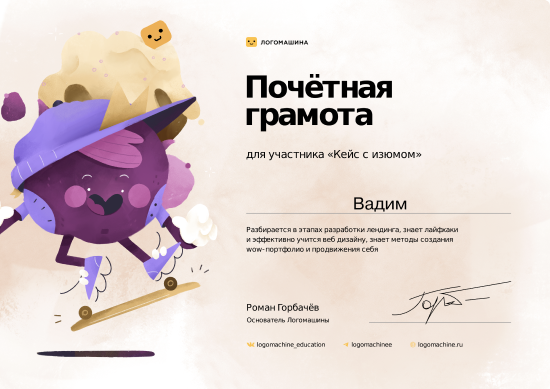 ЛОГОМАШИНА
Почётная
грамота
для участника «Кейс с изюмом»
Вадим
Разбирается в этапах разработки лендинга, знает лайфхаки
и эффективно учится веб дизайну, знает методы создания
wow-портфолио и продвижения себя
Роман Горбачёв
Основатель Логомашины
logomachine_education logomachinee logomachine.ru